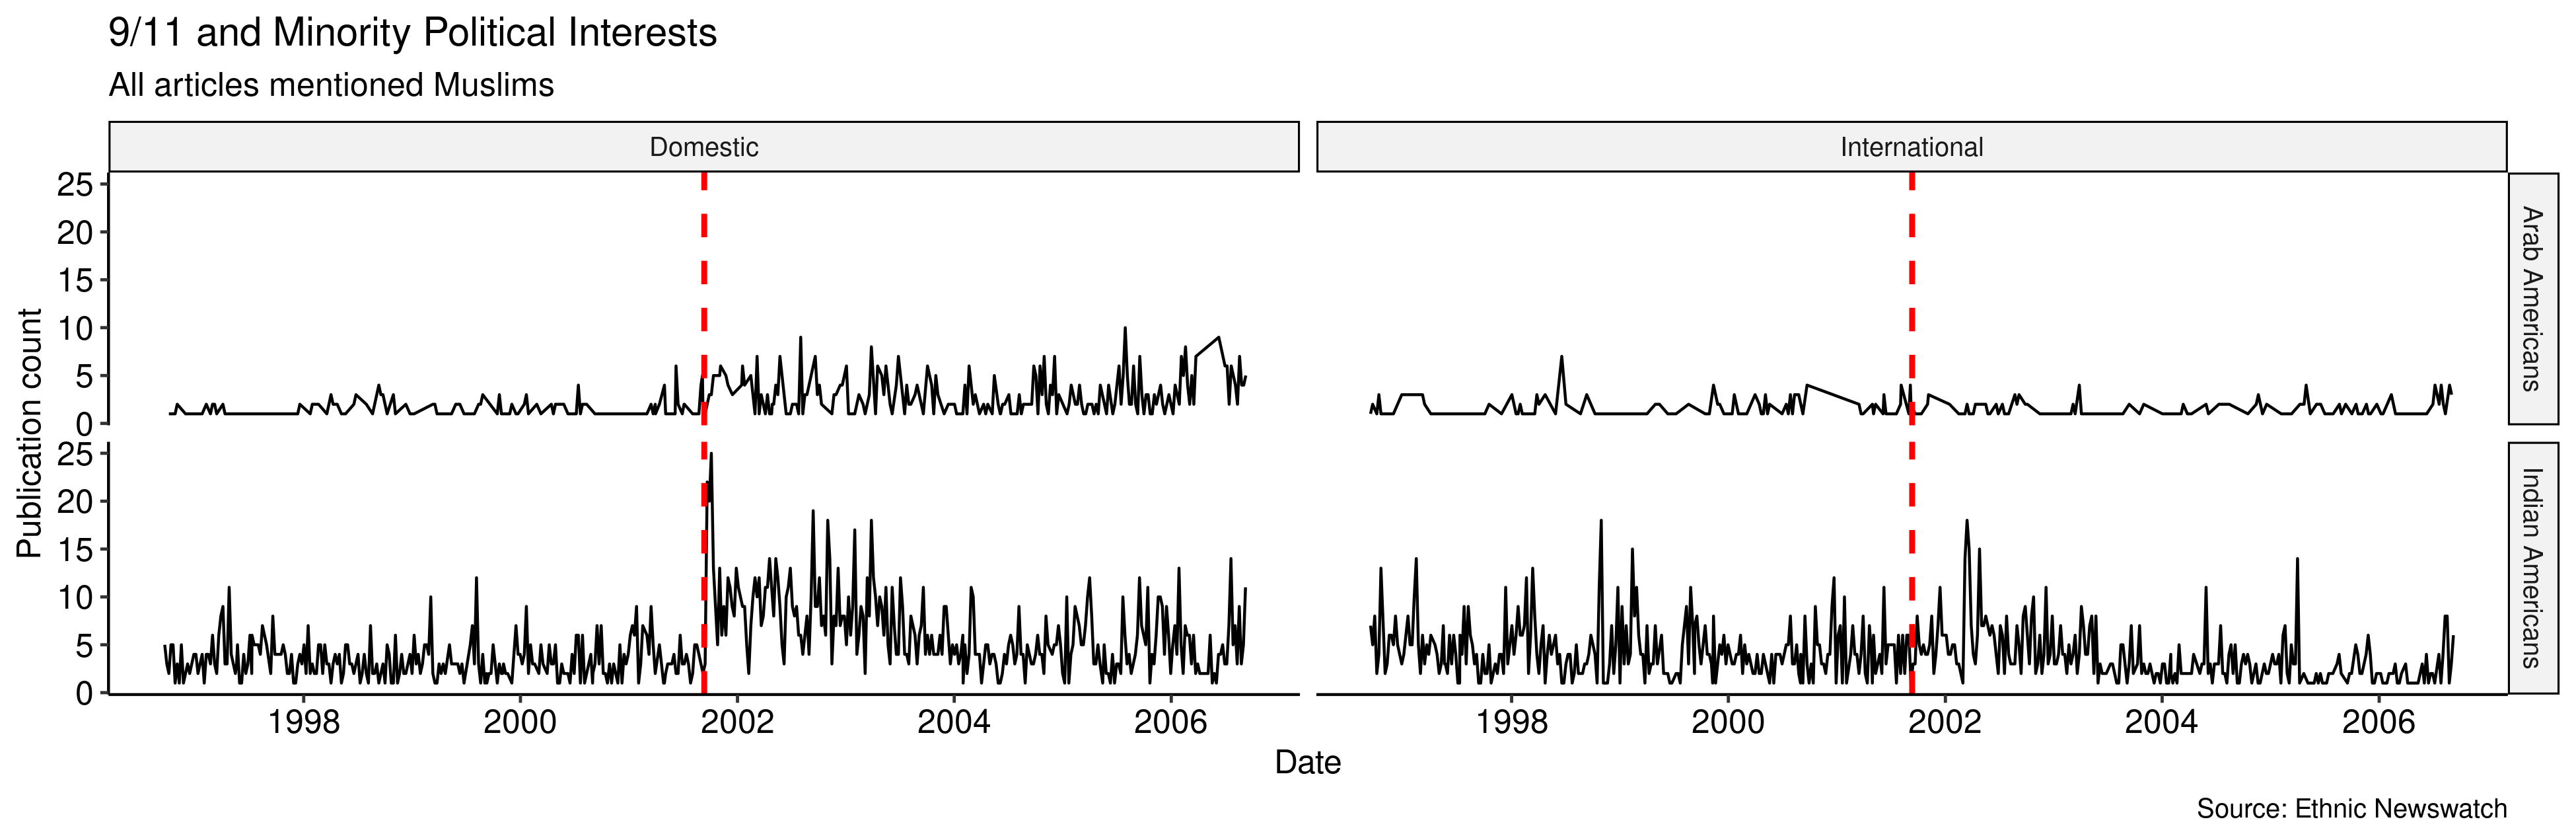 9/11 and Minority Political Interests
All articles mentioned Muslims
Domestic
International
25
20
15
10
5
0
Arab Americans
25
20
15
10
5
0
Indian Americans
Publication count
1998 2000 2002 2004 2006
1998 2000 2002 2004 2006
Date
Source: Ethnic Newswatch